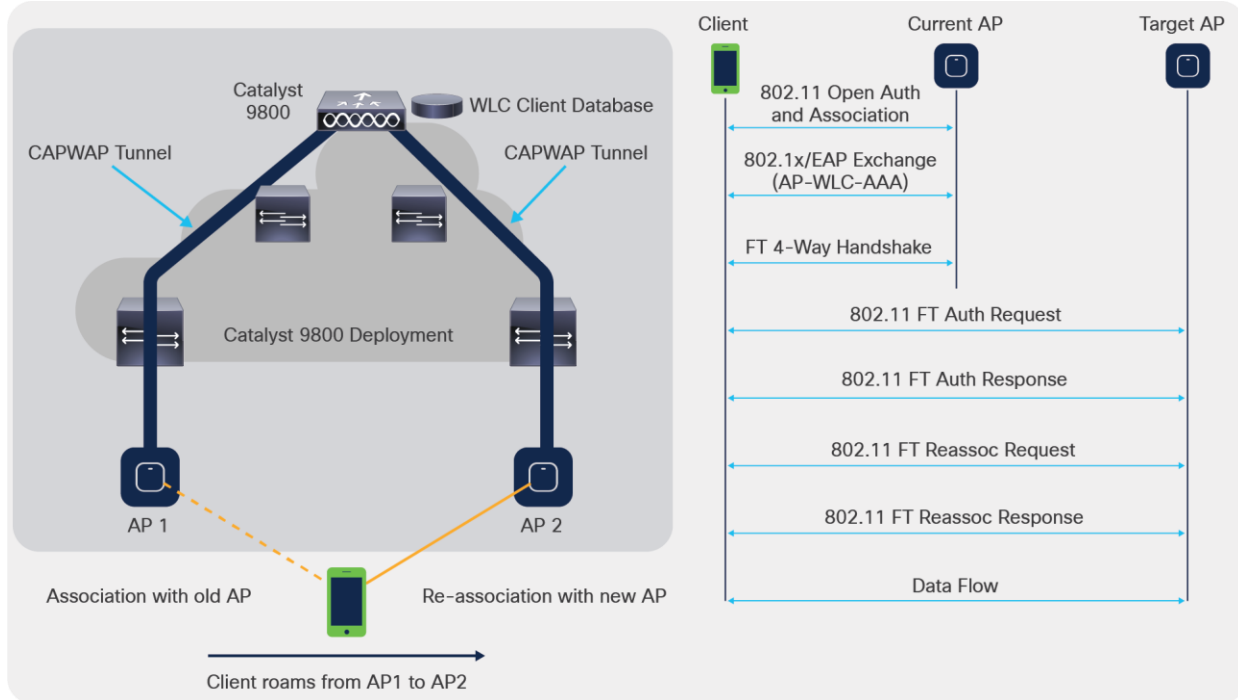 Catalyst
9800
WLC Client Database
CAPWAP Tunnel
CAPWAP Tunnel
Catalyst 9800 Deployment
AP 1
AP 2
Association with old AP
Re-association with new AP
Client roams from AP1 to AP2
Client
Current AP
Target AP
802.11 Open Auth
and Association
802.1x/EAP Exchange
(AP-WLC-AAA)
FT 4-Way Handshake
802.11 FT Auth Request
802.11 FT Auth Response
802.11 FT Reassoc Request
802.11 FT Reassoc Response
Data Flow